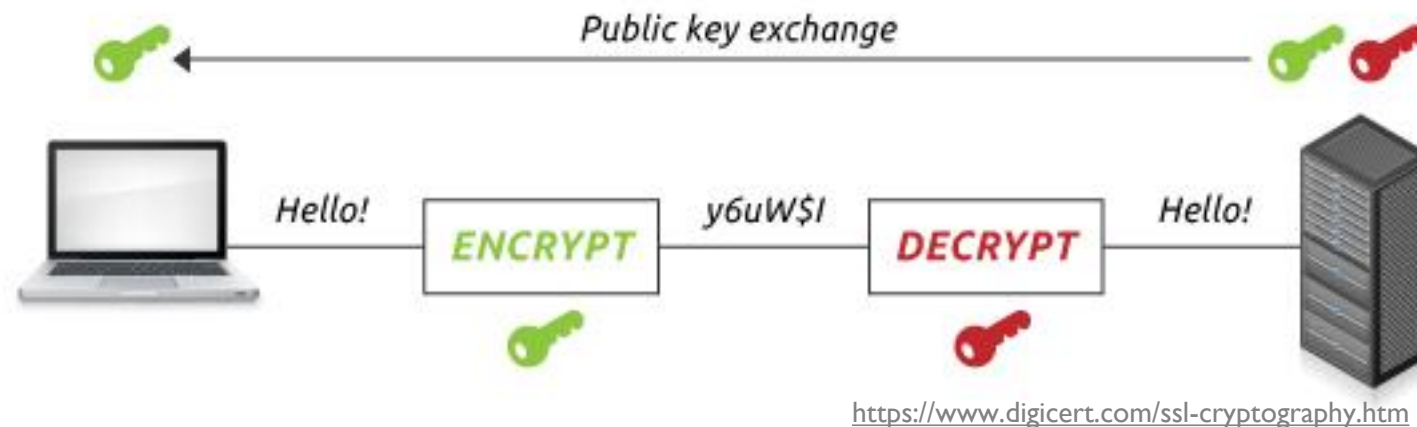 Public key exchange
Hello! ENCRYPT y6uW$I DECRYPT Hello!
https://www.digicert.com/ssl-cryptography.htm